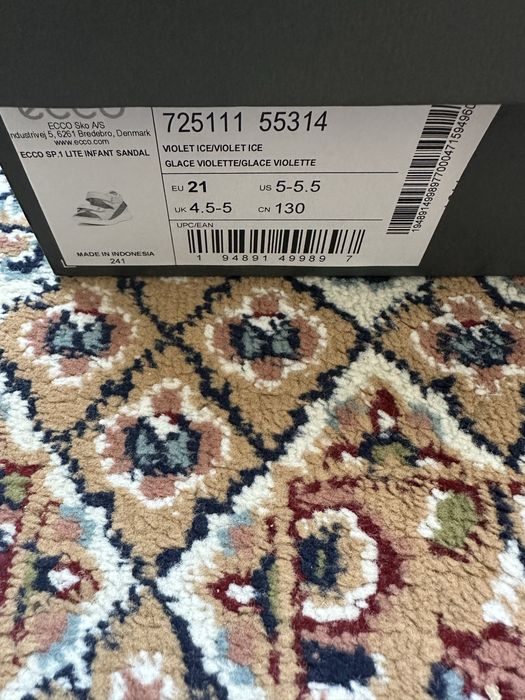 ecco
ECCO Sko A/S
ndustrivej 5, 6261 Bredebro, Denmark
www.ecco.com
ECCO SP.1 LITE INFANT SANDAL
MADE IN INDONESIA
241
725111 55314
VIOLET ICE/VIOLET ICE
GLACE VIOLETTE/GLACE VIOLETTE
EU 21 US 5-5.5
UK 4.5-5 CN 130
UPC/EAN
1 94891 49989 7
1948914998977000471594960